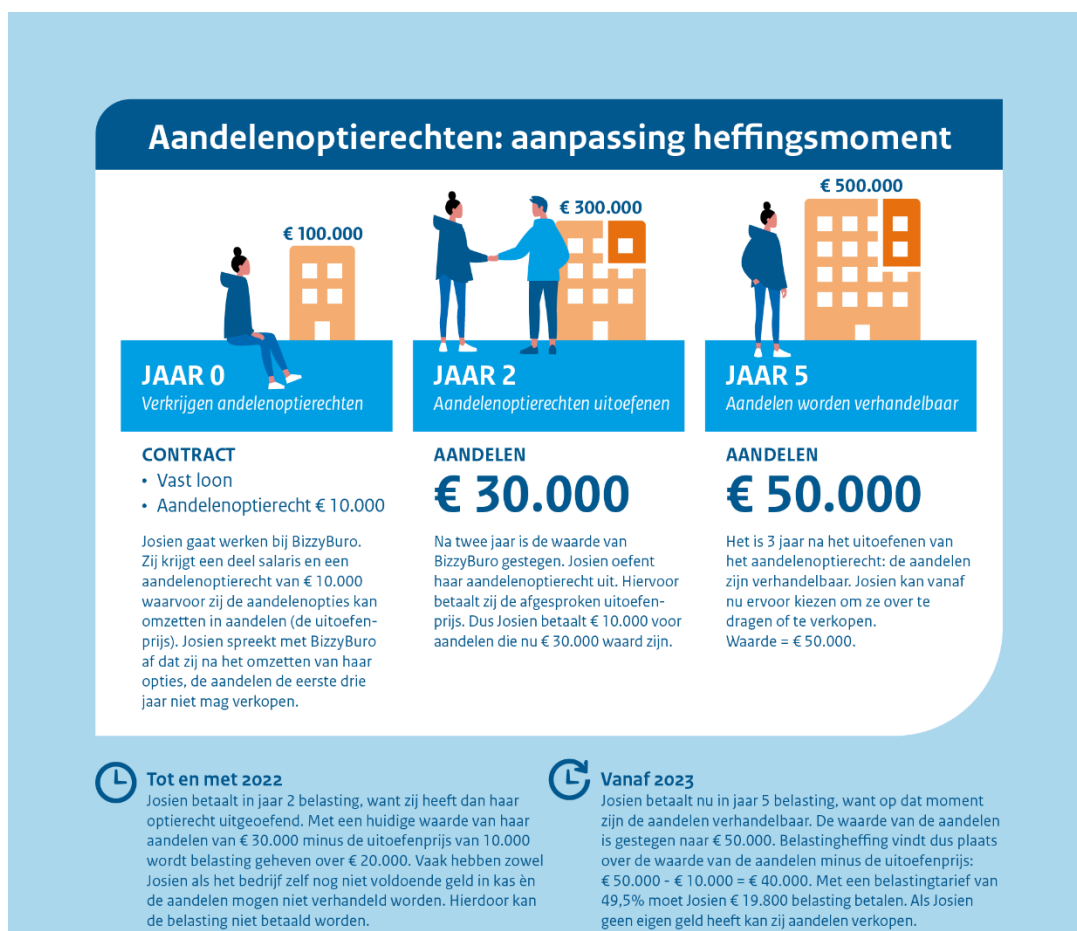 Aandelenoptierechten: aanpassing heffingsmoment
€ 100.000
€ 300.000
€ 500.000
JAAR 0
Verkrijgen andelenoptierechten
CONTRACT
• Vast loon
• Aandelenoptierecht € 10.000
Josien gaat werken bij BizzyBuro.
Zij krijgt een deel salaris en een
aandelenoptierecht van € 10.000
waarvoor zij de aandelenopties kan
omzetten in aandelen (de uitoefen-
prijs). Josien spreekt met BizzyBuro
af dat zij na het omzetten van haar
opties, de aandelen de eerste drie
jaar niet mag verkopen.
JAAR 2
Aandelenoptierechten uitoefenen
AANDELEN
€ 30.000
Na twee jaar is de waarde van
BizzyBuro gestegen. Josien oefent
haar aandelenoptierecht uit. Hiervoor
betaalt zij de afgesproken uitoefen-
prijs. Dus Josien betaalt € 10.000 voor
aandelen die nu € 30.000 waard zijn.
JAAR 5
Aandelen worden verhandelbaar
AANDELEN
€ 50.000
Het is 3 jaar na het uitoefenen van
het aandelenoptierecht: de aandelen
zijn verhandelbaar. Josien kan vanaf
nu ervoor kiezen om ze over te
dragen of te verkopen.
Waarde = € 50.000.
Tot en met 2022
Josien betaalt in jaar 2 belasting, want zij heeft dan haar
optierecht uitgeoefend. Met een huidige waarde van haar
aandelen van € 30.000 minus de uitoefenprijs van 10.000
wordt belasting geheven over € 20.000. Vaak hebben zowel
Josien als het bedrijf zelf nog niet voldoende geld in kas èn
de aandelen mogen niet verhandeld worden. Hierdoor kan
de belasting niet betaald worden.
Vanaf 2023
Josien betaalt nu in jaar 5 belasting, want op dat moment
zijn de aandelen verhandelbaar. De waarde van de aandelen
is gestegen naar € 50.000. Belastingheffing vindt dus plaats
over de waarde van de aandelen minus de uitoefenprijs:
€ 50.000 - € 10.000 = € 40.000. Met een belastingtarief van
49,5% moet Josien € 19.800 belasting betalen. Als Josien
geen eigen geld heeft kan zij aandelen verkopen.